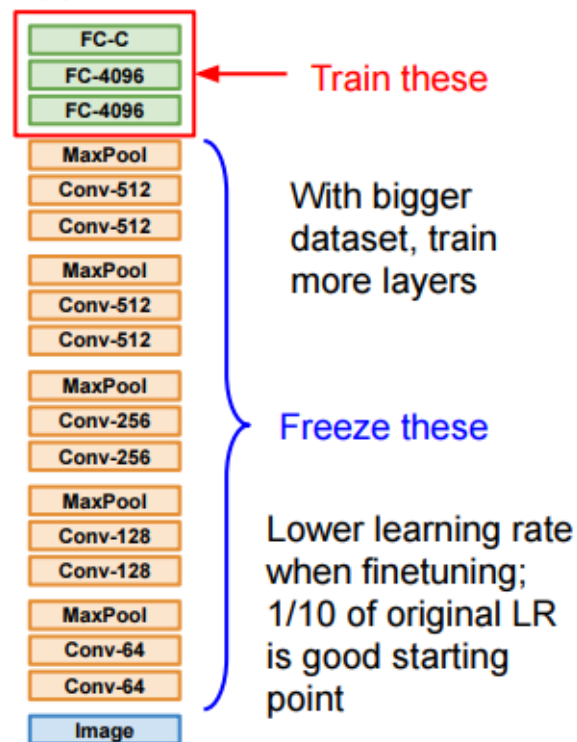 FC-C
FC-4096
FC-4096
Train these
MaxPool
Conv-512
Conv-512
MaxPool
Conv-512
Conv-512
MaxPool
Conv-256
Conv-256
MaxPool
Conv-128
Conv-128
MaxPool
Conv-64
Conv-64
Image
With bigger
dataset, train
more layers
Freeze these
Lower learning rate
when finetuning;
1/10 of original LR
is good starting
point